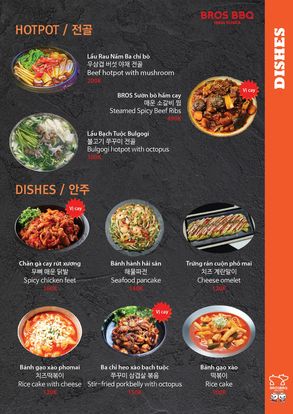 BROS BBQ
HOTPOT / 전골
DISHES
Lẩu Rau Nấm Ba chỉ bò
우삼겹 버섯 야채 전골
Beef hotpot with mushroom
200K
BROS Sườn bò hầm cay
매운 소갈비 찜
Steamed Spicy Beef Ribs
Vị cay
Lẩu Bạch Tuộc Bulgogi
불고기 쭈꾸미 전골
Bulgogi hotpot with octopus
300K
DISHES / 안주
Vị cay
Chân gà cay rút xương
무뼈 매운 닭발
Spicy chicken feet
Bánh hành hải sản
해물파전
Seafood pancake
Trứng rán cuộn phô mai
치즈 계란말이
Cheese omelet
120K
Vị cay
Bánh gạo xào phomai
치즈떡볶이
Rice cake with cheese
120K
Ba chỉ heo xào bạch tuộc
쭈꾸미 삼겹살 볶음
Stir-fried porkbelly with octopus
150K
Bánh gạo xào
떡볶이
Rice cake